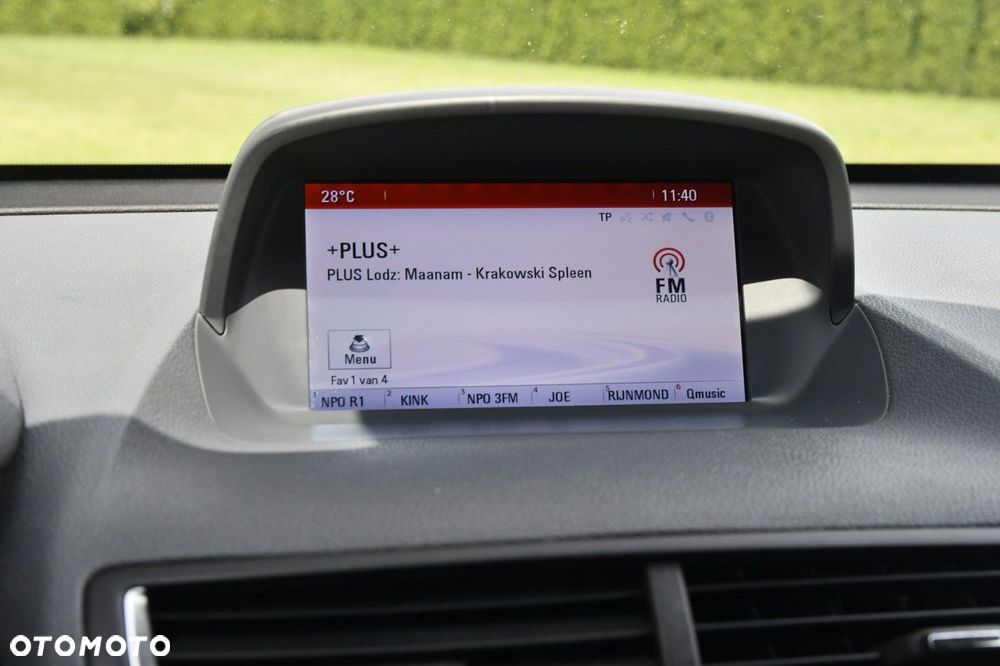 28°C 11:40
TP
+PLUS+
PLUS Lodz: Maanam - Krakowski Spleen
FM
RADIO
Menu
Fav 1 van 4
1 NPO R1 2 KINK 3 NPO 3FM 4 JOE 5 RIJNMOND 6 Qmusic
OTOMOTO